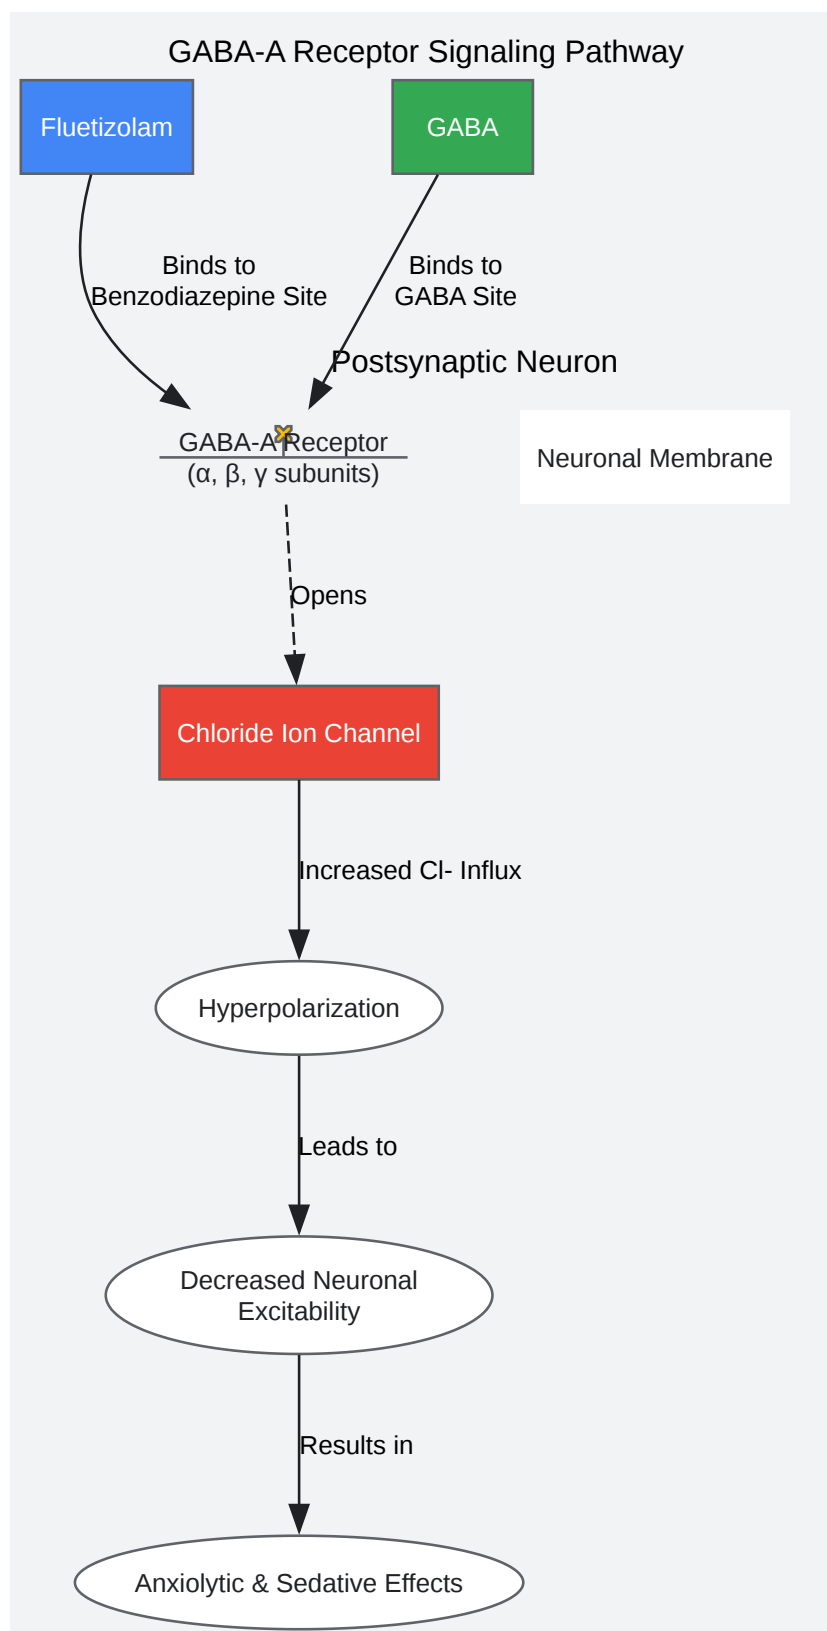 GABA-A Receptor Signaling Pathway
Fluetizolam
GABA
Binds to
Benzodiazepine Site
Binds to
GABA Site
Postsynaptic Neuron
GABA-A Receptor
(α, β, γ subunits)
Neuronal Membrane
Opens
Chloride Ion Channel
Increased Cl- Influx
Hyperpolarization
Leads to
Decreased Neuronal
Excitability
Results in
Anxiolytic & Sedative Effects